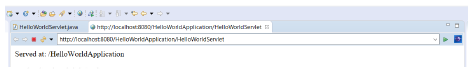 HelloWorldServlet.java http://localhost:8080/HelloWorldApplication/HelloWorldServlet
http://localhost:8080/HelloWorldApplication/HelloWorldServlet
Served at: /HelloWorldApplication